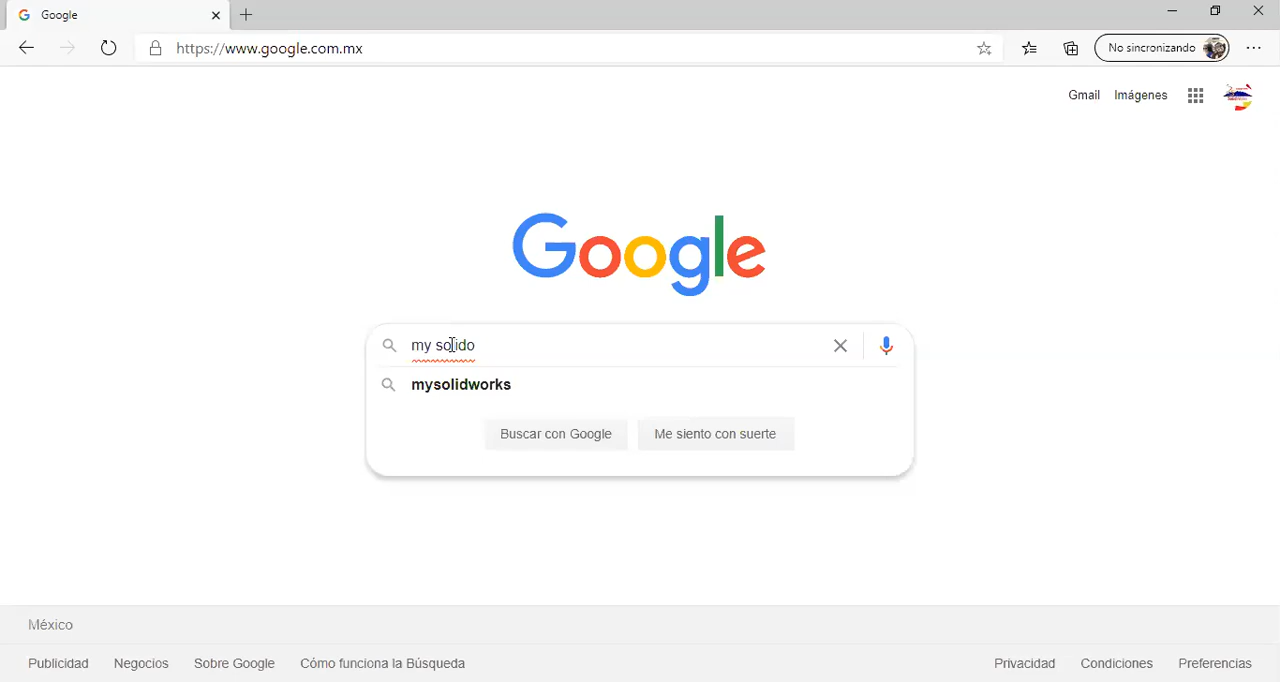 Google
https://www.google.com.mx
No sincronizando
Gmail Imágenes
Google
my solido
mysolidworks
Buscar con Google Me siento con suerte
México
Publicidad Negocios Sobre Google Cómo funciona la Búsqueda Privacidad Condiciones Preferencias